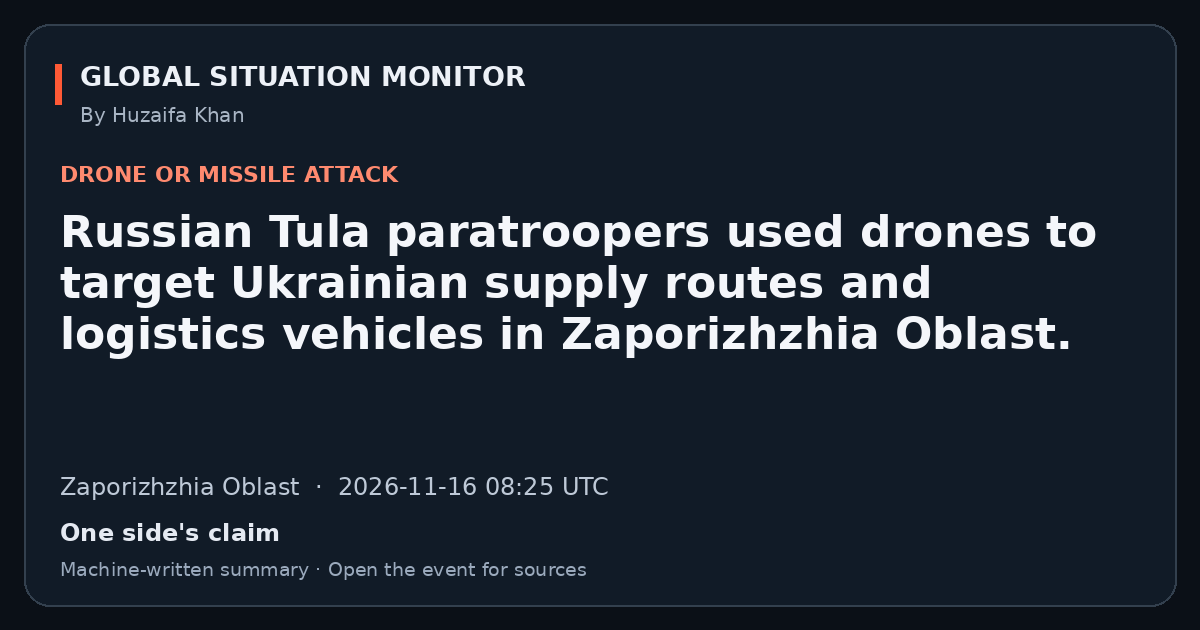 GLOBAL SITUATION MONITOR
By Huzaifa Khan
DRONE OR MISSILE ATTACK
Russian Tula paratroopers used drones to
target Ukrainian supply routes and
logistics vehicles in Zaporizhzhia Oblast.
Zaporizhzhia Oblast · 2026-11-16 08:25 UTC
One side's claim
Machine-written summary · Open the event for sources